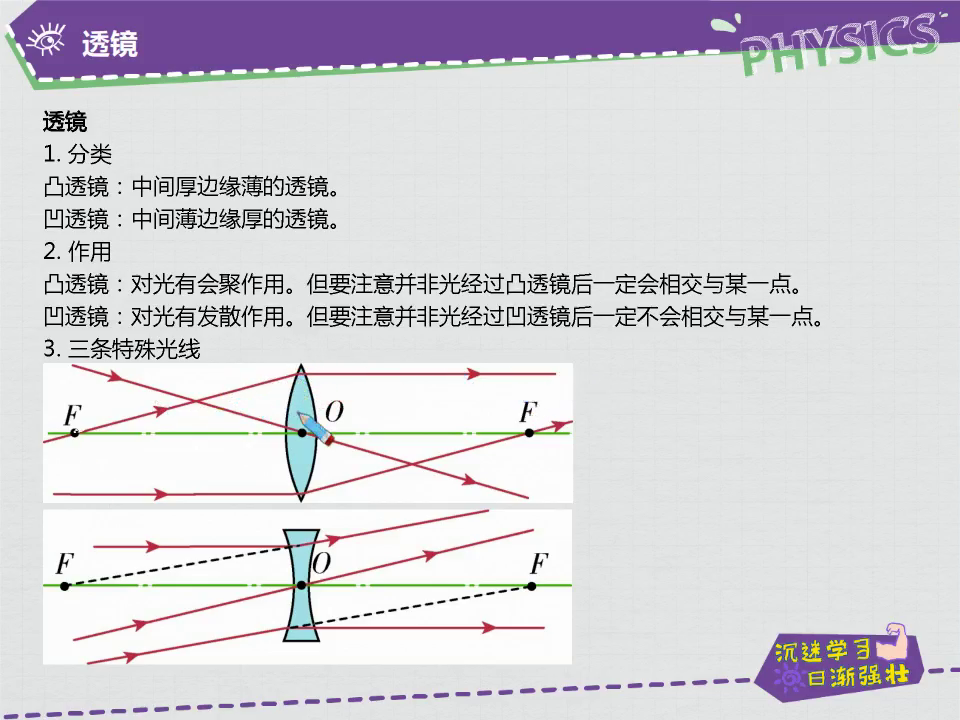 透镜
PHYSICS
透镜
1. 分类
凸透镜：中间厚边缘薄的透镜。
凹透镜：中间薄边缘厚的透镜。
2. 作用
凸透镜：对光有会聚作用。但要注意并非光经过凸透镜后一定会相交与某一点。
凹透镜：对光有发散作用。但要注意并非光经过凹透镜后一定不会相交与某一点。
3. 三条特殊光线
F O F
F O F
沉迷学习
日渐强壮